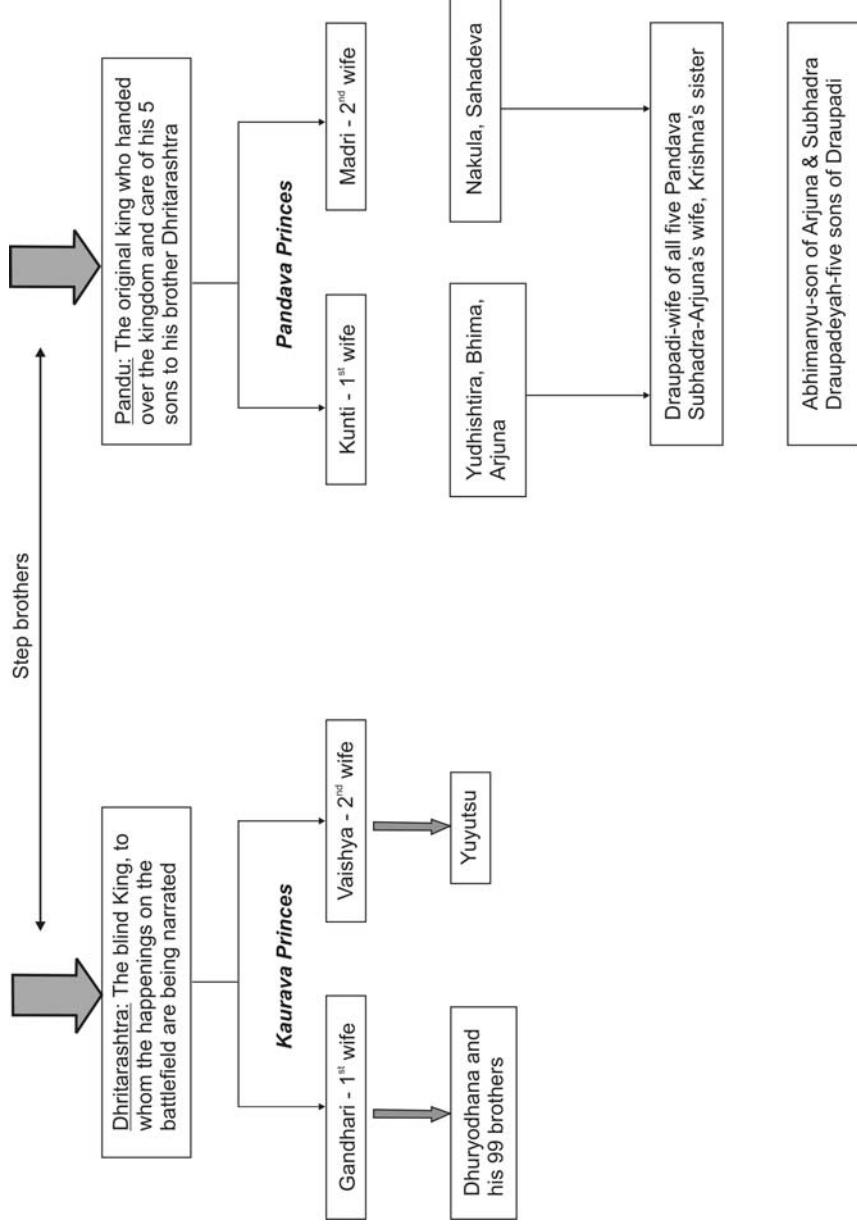 Step brothers
Dhritarashtra: The blind King, to
whom the happenings on the
battlefield are being narrated
Pandu: The original king who handed
over the kingdom and care of his 5
sons to his brother Dhritarashtra
Kaurava Princes
Pandava Princes
Gandhari - 1st wife
Vaishya - 2nd wife
Kunti - 1st wife
Madri - 2nd wife
Dhuryodhana and
his 99 brothers
Yuyutsu
Yudhishtira, Bhima,
Arjuna
Nakula, Sahadeva
Draupadi-wife of all five Pandava
Subhadra-Arjuna's wife, Krishna's sister
Abhimanyu-son of Arjuna & Subhadra
Draupadeyah-five sons of Draupadi